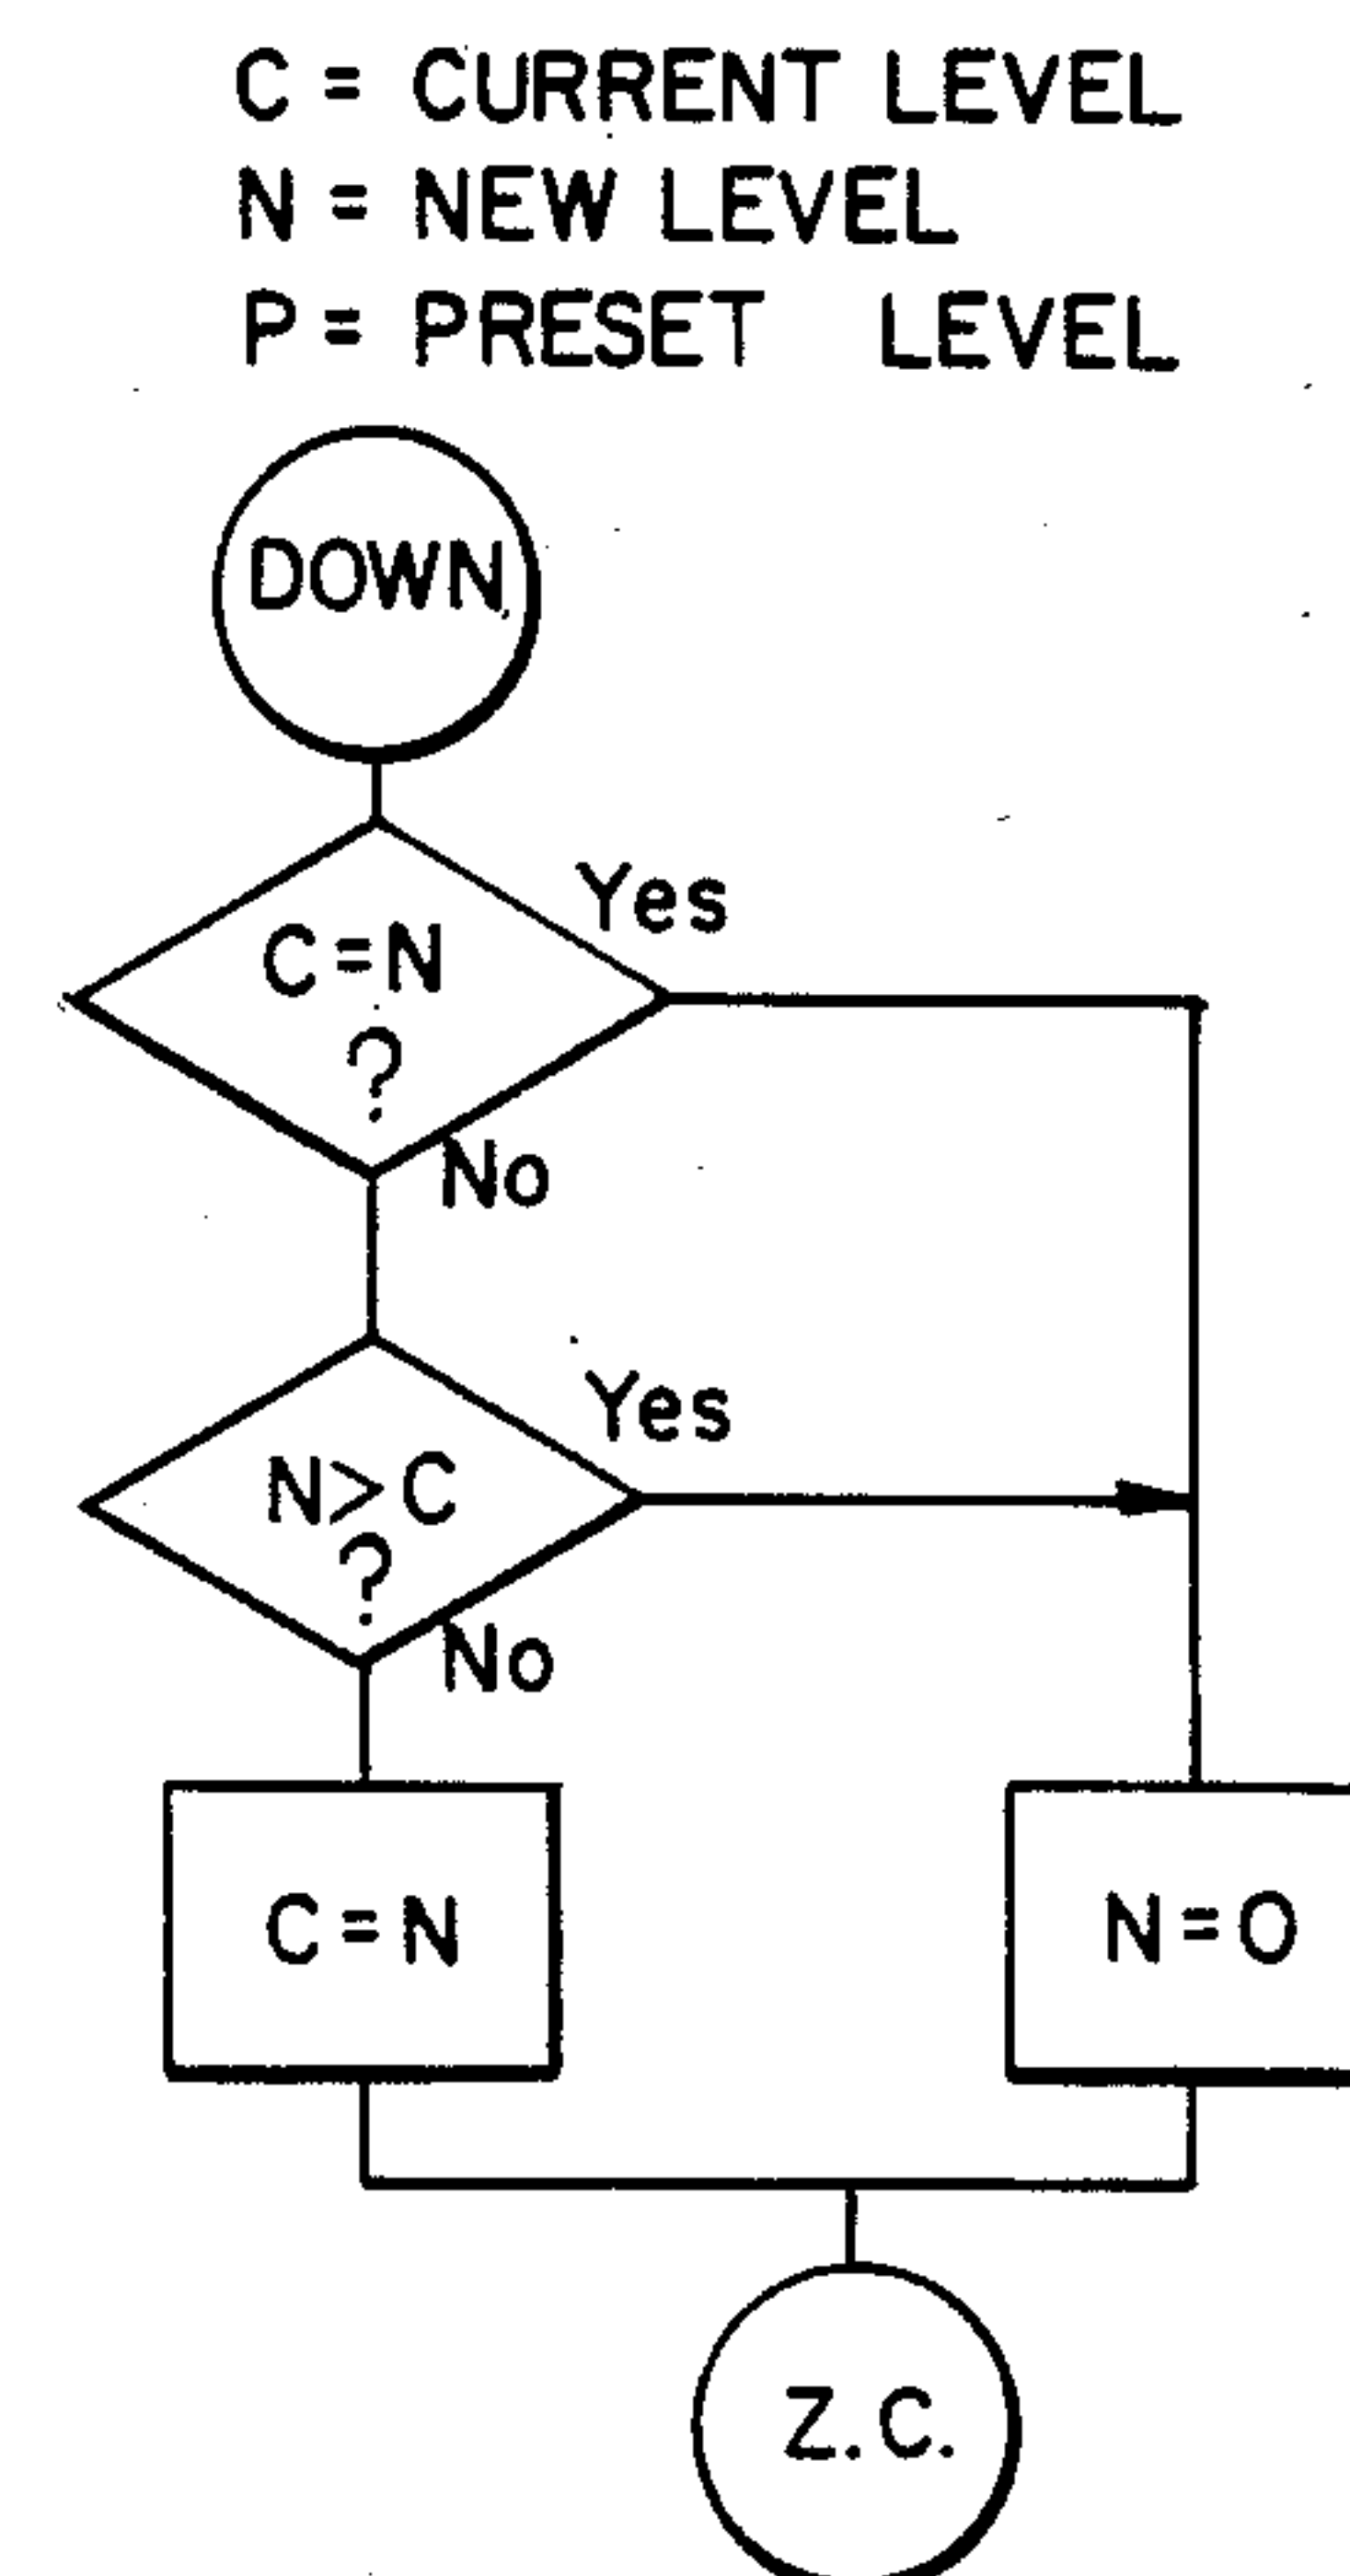 C = CURRENT LEVEL
N = NEW LEVEL
P = PRESET LEVEL
DOWN
C=N
?
Yes
No
N>C
?
Yes
No
C=N
N=O
Z.C.